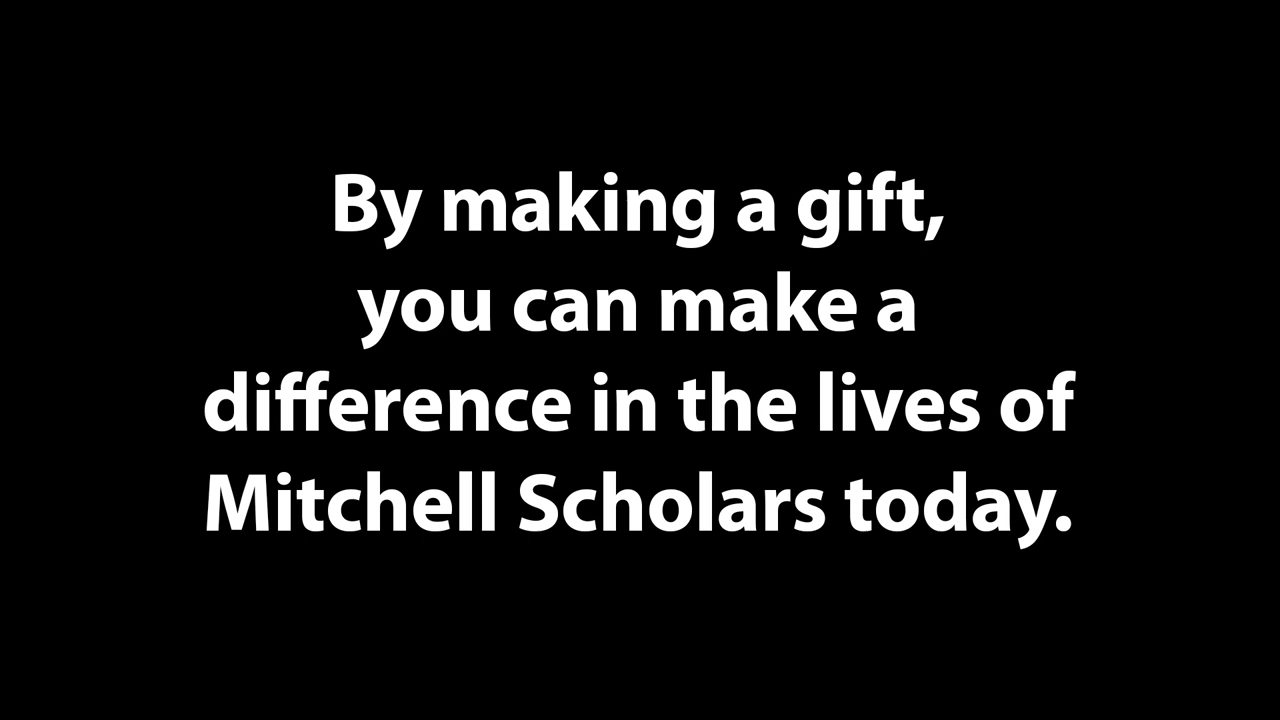 By making a gift,
you can make a
difference in the lives of
Mitchell Scholars today.